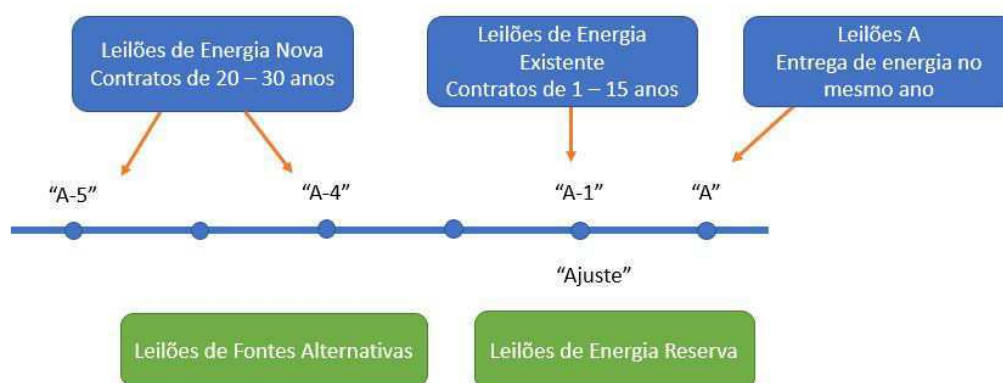 Leilões de Energia Nova
Contratos de 20 – 30 anos
Leilões de Energia
Existente
Contratos de 1 – 15 anos
Leilões A
Entrega de energia no
mesmo ano
“A-5”
“A-4”
“A-1”
“A”
“Ajuste”
Leilões de Fontes Alternativas
Leilões de Energia Reserva